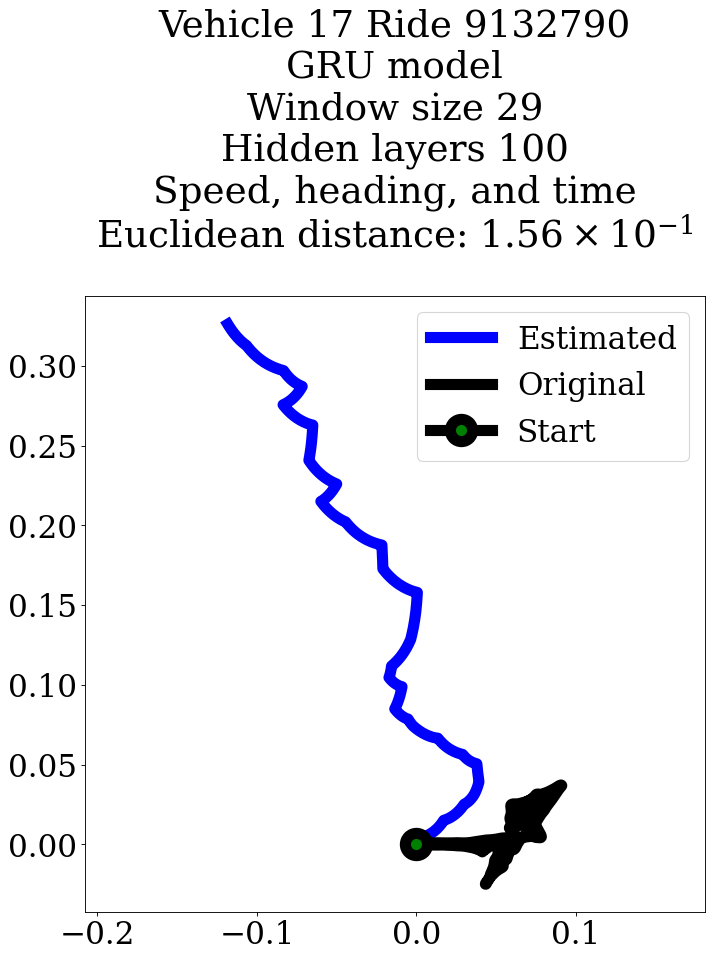 Vehicle 17 Ride 9132790
GRU model
Window size 29
Hidden layers 100
Speed, heading, and time
Euclidean distance: 1.56 × 10⁻¹
Estimated
Original
Start
0.30
0.25
0.20
0.15
0.10
0.05
0.00
−0.2
−0.1
0.0
0.1